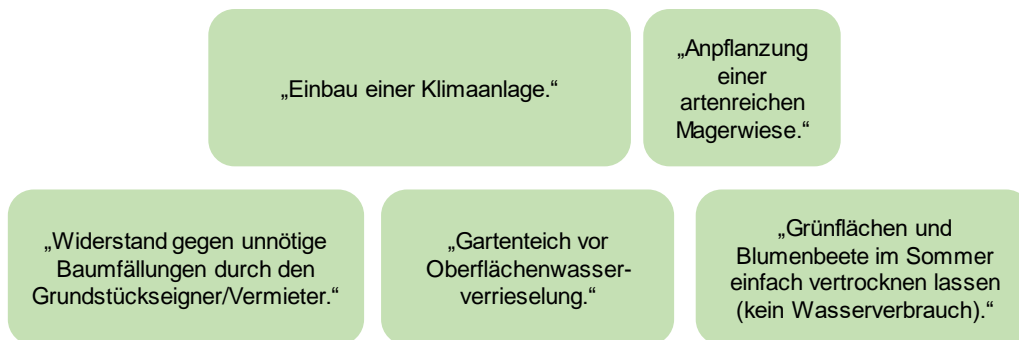 „Einbau einer Klimaanlage.“
„Anpflanzung
einer
artenreichen
Magerwiese.“
„Widerstand gegen unnötige
Baumfällungen durch den
Grundstückseigner/Vermieter.“
„Gartenteich vor
Oberflächenwasser-
verrieselung.“
„Grünflächen und
Blumenbeete im Sommer
einfach vertrocknen lassen
(kein Wasserverbrauch).“